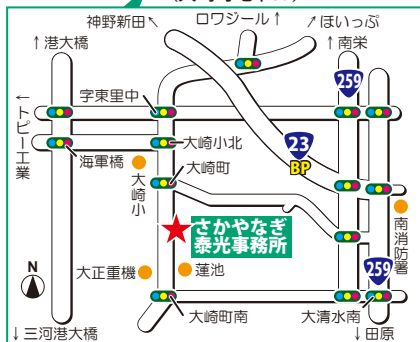 神野新田↖
ロワジール↑
↗ほいっぷ
↑港大橋
↑南栄
259
字東里中
←トピー工業
23
BP
大崎小北
海軍橋
大崎小
大崎町
さかやなぎ
泰光事務所
南消防署
N
大正重機
蓮池
259
↓三河港大橋
大崎町南
大清水南
↓田原